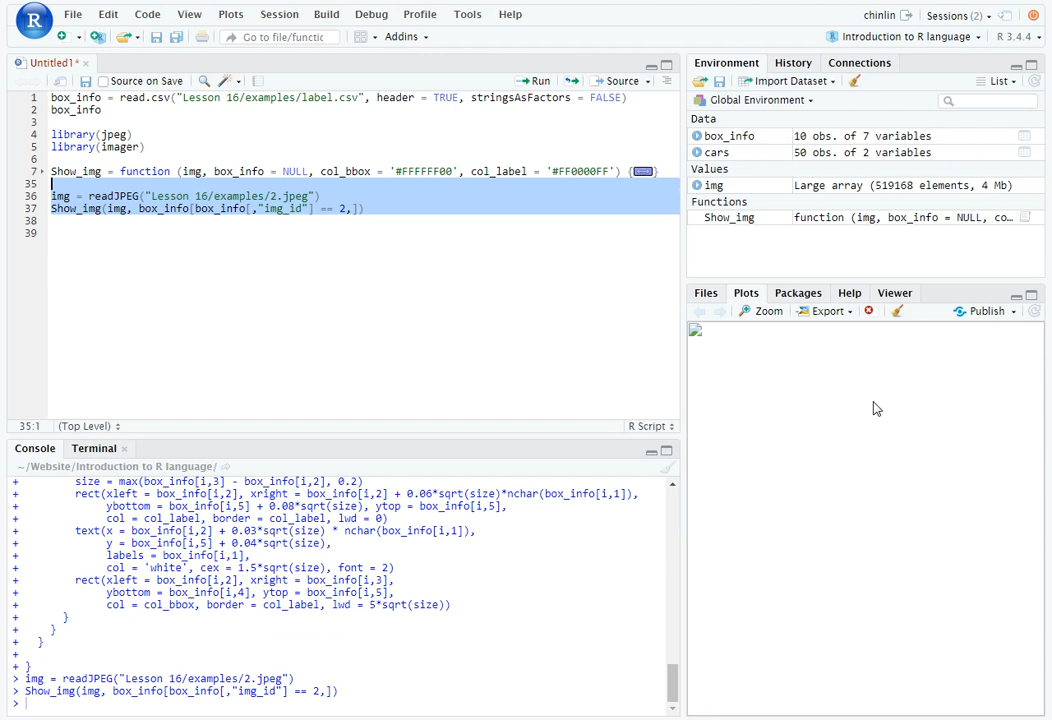 R File Edit Code View Plots Session Build Debug Profile Tools Help chinlin Sessions (2)
Go to file/functic Addins Introduction to R language R 3.4.4
Untitled1*
Source on Save Run Source
1 box_info = read.csv("Lesson 16/examples/label.csv", header = TRUE, stringsAsFactors = FALSE)
2 box_info
3
4 library(jpeg)
5 library(imager)
6
7 Show_img = function (img, box_info = NULL, col_bbox = '#FFFFFF00', col_label = '#FF0000FF') {
35
36 img = readJPEG("Lesson 16/examples/2.jpeg")
37 Show_img(img, box_info[box_info[,"img_id"] == 2,])
38
39
35:1 (Top Level) R Script
Console Terminal
~/Website/Introduction to R language/
+ size = max(box_info[i,3] - box_info[i,2], 0.2)
+ rect(xleft = box_info[i,2], xright = box_info[i,2] + 0.06*sqrt(size)*nchar(box_info[i,1]),
+ ybottom = box_info[i,5] + 0.08*sqrt(size), ytop = box_info[i,5],
+ col = col_label, border = col_label, lwd = 0)
+ text(x = box_info[i,2] + 0.03*sqrt(size) * nchar(box_info[i,1]),
+ y = box_info[i,5] + 0.04*sqrt(size),
+ labels = box_info[i,1],
+ col = 'white', cex = 1.5*sqrt(size), font = 2)
+ rect(xleft = box_info[i,2], xright = box_info[i,3],
+ ybottom = box_info[i,4], ytop = box_info[i,5],
+ col = col_bbox, border = col_label, lwd = 5*sqrt(size))
+ }
+ }
+ }
+
+ }
> img = readJPEG("Lesson 16/examples/2.jpeg")
> Show_img(img, box_info[box_info[,"img_id"] == 2,])
>
Environment History Connections
Import Dataset List
Global Environment
Data
box_info 10 obs. of 7 variables
cars 50 obs. of 2 variables
Values
img Large array (519168 elements, 4 Mb)
Functions
Show_img function (img, box_info = NULL, co…
Files Plots Packages Help Viewer
Zoom Export Publish